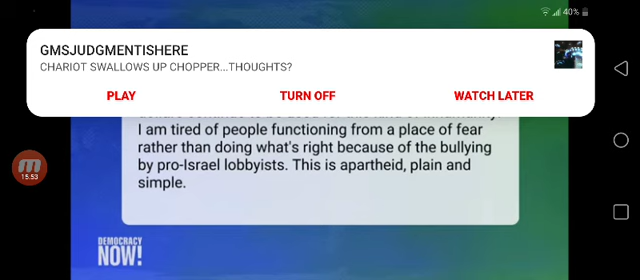 40%
GMSJUDGMENTISHERE
CHARIOT SWALLOWS UP CHOPPER...THOUGHTS?
PLAY TURN OFF WATCH LATER
I am tired of people functioning from a place of fear
rather than doing what's right because of the bullying
by pro-Israel lobbyists. This is apartheid, plain and
simple.
15:53
DEMOCRACY
NOW!